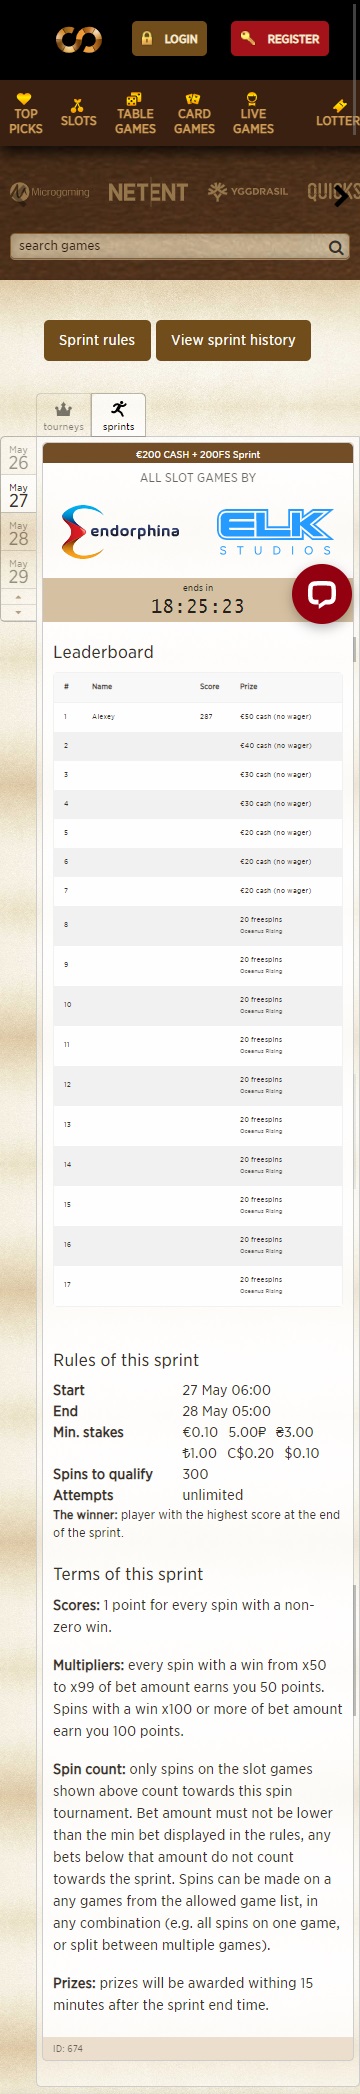 LOGIN
REGISTER
TOP PICKS
SLOTS
TABLE GAMES
CARD GAMES
LIVE GAMES
LOTTER
Microgaming
NETENT
YGGDRASIL
QUICKS
search games
Sprint rules
View sprint history
tourneys
sprints
May
26
May
27
May
28
May
29
€200 CASH + 200FS Sprint
ALL SLOT GAMES BY
endorphina
ELK
STUDIOS
ends in
18:25:23
Leaderboard
# Name Score Prize
1 Alexey 287 €50 cash (no wager)
2 €40 cash (no wager)
3 €30 cash (no wager)
4 €30 cash (no wager)
5 €20 cash (no wager)
6 €20 cash (no wager)
7 €20 cash (no wager)
8 20 freespins
Oceanus Rising
9 20 freespins
Oceanus Rising
10 20 freespins
Oceanus Rising
11 20 freespins
Oceanus Rising
12 20 freespins
Oceanus Rising
13 20 freespins
Oceanus Rising
14 20 freespins
Oceanus Rising
15 20 freespins
Oceanus Rising
16 20 freespins
Oceanus Rising
17 20 freespins
Oceanus Rising
Rules of this sprint
Start 27 May 06:00
End 28 May 05:00
Min. stakes €0.10 5.00₽ ₴3.00
₺1.00 C$0.20 $0.10
Spins to qualify 300
Attempts unlimited
The winner: player with the highest score at the end
of the sprint.
Terms of this sprint
Scores: 1 point for every spin with a non-
zero win.
Multipliers: every spin with a win from x50
to x99 of bet amount earns you 50 points.
Spins with a win x100 or more of bet amount
earn you 100 points.
Spin count: only spins on the slot games
shown above count towards this spin
tournament. Bet amount must not be lower
than the min bet displayed in the rules, any
bets below that amount do not count
towards the sprint. Spins can be made on a
any games from the allowed game list, in
any combination (e.g. all spins on one game,
or split between multiple games).
Prizes: prizes will be awarded withing 15
minutes after the sprint end time.
ID: 674